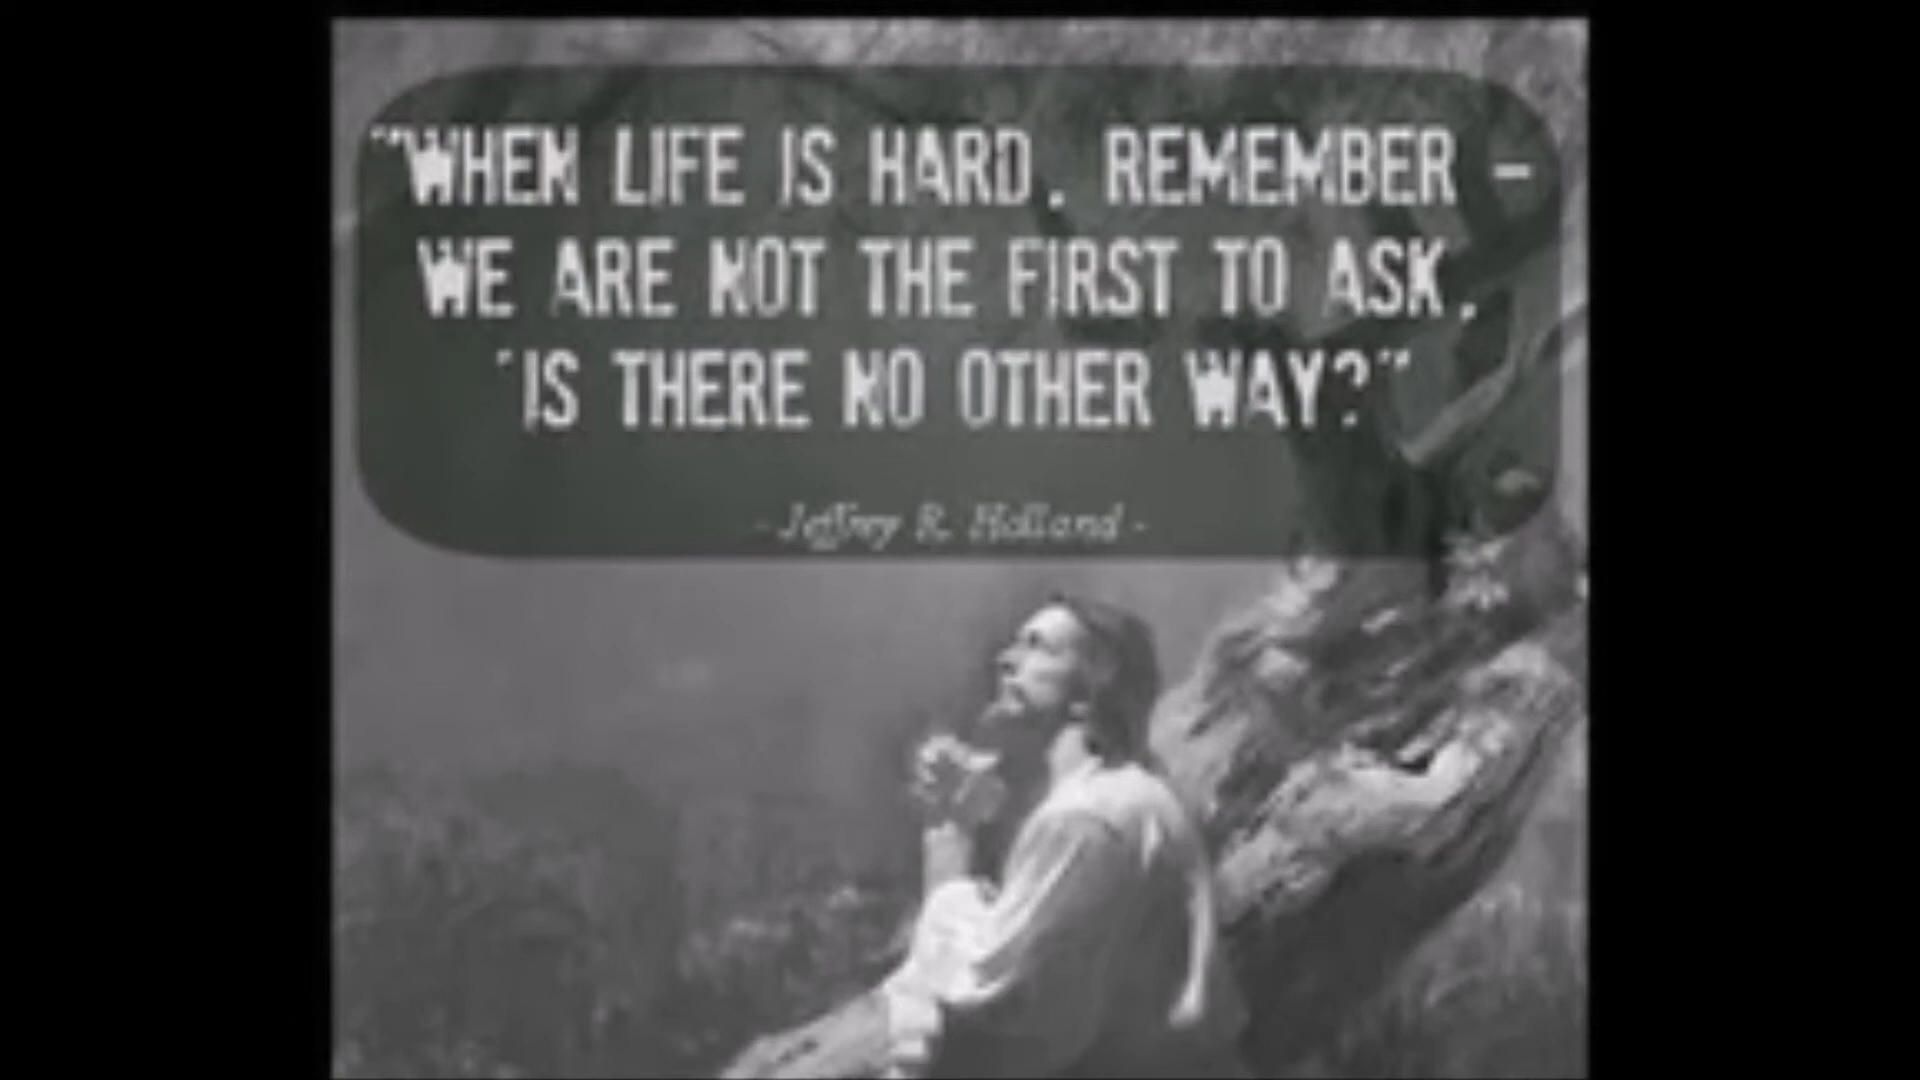 "WHEN LIFE IS HARD, REMEMBER -
WE ARE NOT THE FIRST TO ASK,
'IS THERE NO OTHER WAY?'"
- Jeffrey R. Holland -